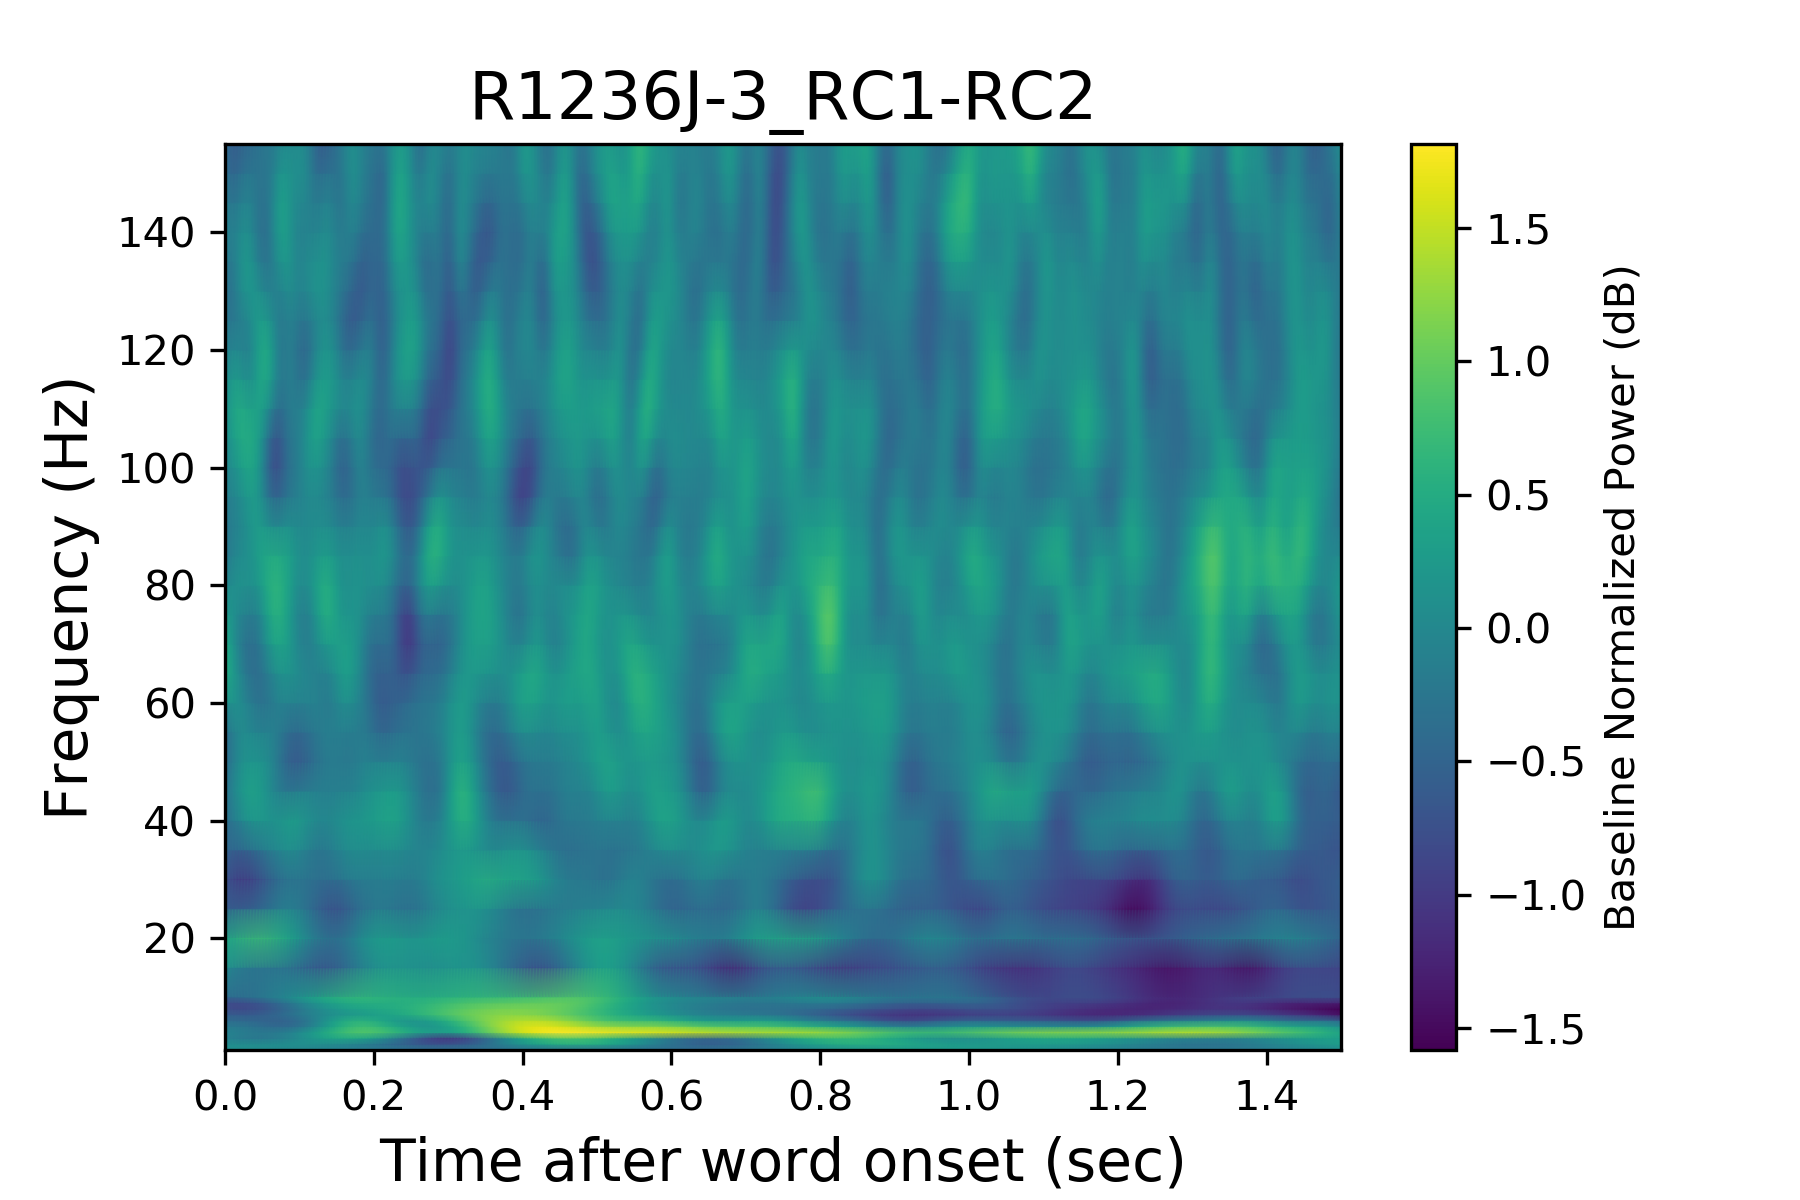 R1236J-3_RC1-RC2
Frequency (Hz)
140
120
100
80
60
40
20
0.0 0.2 0.4 0.6 0.8 1.0 1.2 1.4
Time after word onset (sec)
1.5
1.0
0.5
0.0
−0.5
−1.0
−1.5
Baseline Normalized Power (dB)